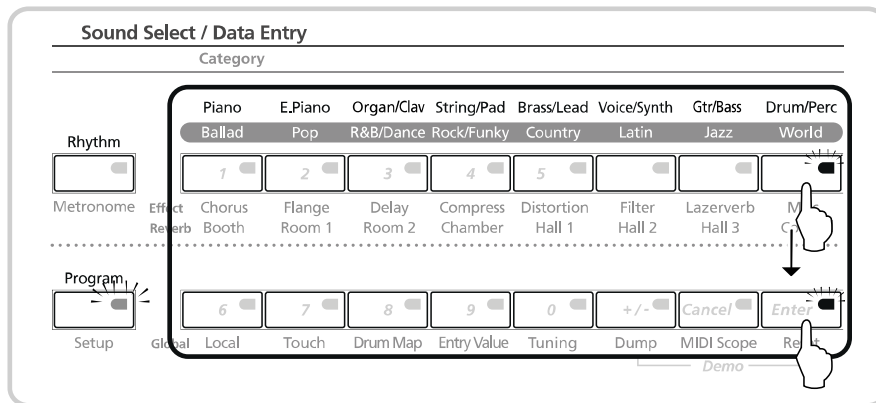 Sound Select / Data Entry
Category
Piano E.Piano Organ/Clav String/Pad Brass/Lead Voice/Synth Gtr/Bass Drum/Perc
Rhythm Ballad Pop R&B/Dance Rock/Funky Country Latin Jazz World
1 2 3 4 5
Metronome Effect Chorus Flange Delay Compress Distortion Filter Lazerverb
Reverb Booth Room 1 Room 2 Chamber Hall 1 Hall 2 Hall 3
Program
6 7 8 9 0 +/- Cancel Enter
Setup Global Local Touch Drum Map Entry Value Tuning Dump MIDI Scope
Demo